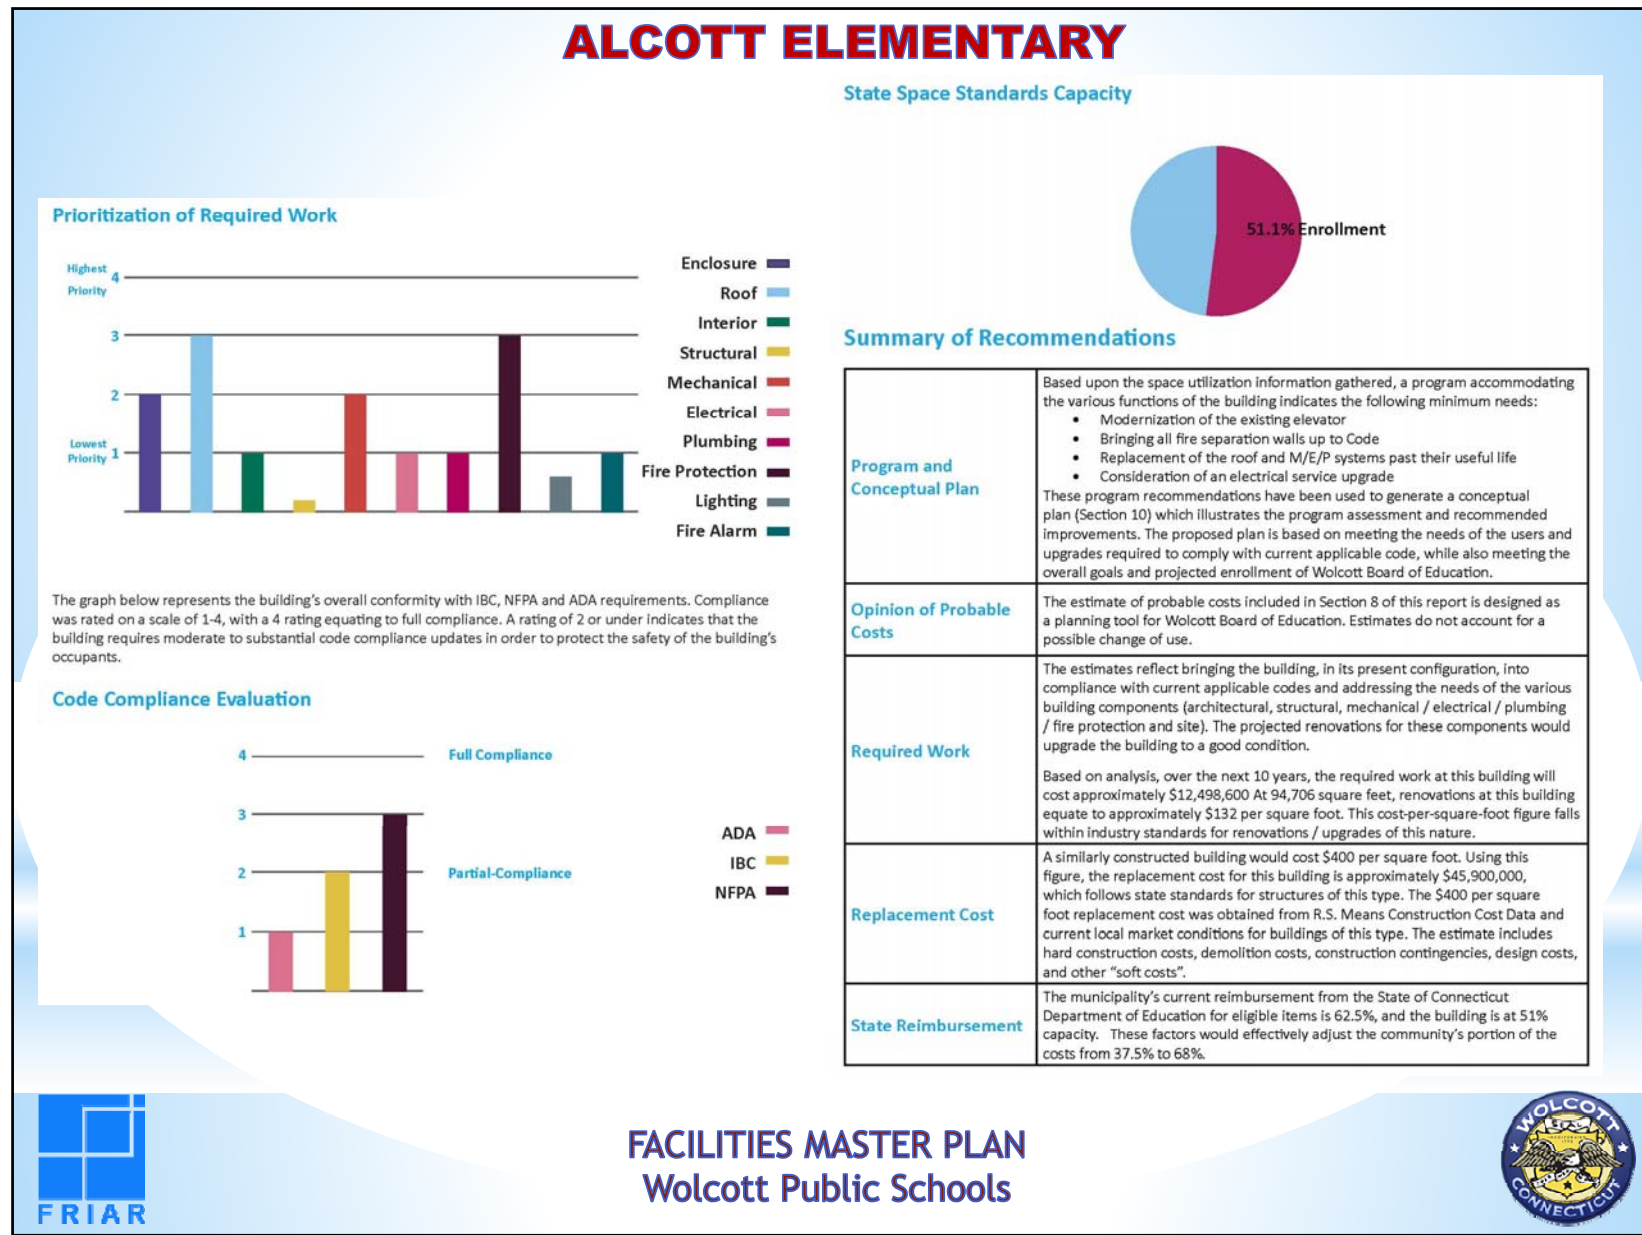 ALCOTT ELEMENTARY
Prioritization of Required Work
Highest
Priority
4
3
2
Lowest
Priority
1
Enclosure
Roof
Interior
Structural
Mechanical
Electrical
Plumbing
Fire Protection
Lighting
Fire Alarm
The graph below represents the building's overall conformity with IBC, NFPA and ADA requirements. Compliance
was rated on a scale of 1-4, with a 4 rating equating to full compliance. A rating of 2 or under indicates that the
building requires moderate to substantial code compliance updates in order to protect the safety of the building's
occupants.
Code Compliance Evaluation
4
Full Compliance
3
2
Partial-Compliance
1
ADA
IBC
NFPA
State Space Standards Capacity
51.1% Enrollment
Summary of Recommendations
Program and
Conceptual Plan
Based upon the space utilization information gathered, a program accommodating
the various functions of the building indicates the following minimum needs:
• Modernization of the existing elevator
• Bringing all fire separation walls up to Code
• Replacement of the roof and M/E/P systems past their useful life
• Consideration of an electrical service upgrade
These program recommendations have been used to generate a conceptual
plan (Section 10) which illustrates the program assessment and recommended
improvements. The proposed plan is based on meeting the needs of the users and
upgrades required to comply with current applicable code, while also meeting the
overall goals and projected enrollment of Wolcott Board of Education.
Opinion of Probable
Costs
The estimate of probable costs included in Section 8 of this report is designed as
a planning tool for Wolcott Board of Education. Estimates do not account for a
possible change of use.
Required Work
The estimates reflect bringing the building, in its present configuration, into
compliance with current applicable codes and addressing the needs of the various
building components (architectural, structural, mechanical / electrical / plumbing
/ fire protection and site). The projected renovations for these components would
upgrade the building to a good condition.
Based on analysis, over the next 10 years, the required work at this building will
cost approximately $12,498,600 At 94,706 square feet, renovations at this building
equate to approximately $132 per square foot. This cost-per-square-foot figure falls
within industry standards for renovations / upgrades of this nature.
Replacement Cost
A similarly constructed building would cost $400 per square foot. Using this
figure, the replacement cost for this building is approximately $45,900,000,
which follows state standards for structures of this type. The $400 per square
foot replacement cost was obtained from R.S. Means Construction Cost Data and
current local market conditions for buildings of this type. The estimate includes
hard construction costs, demolition costs, construction contingencies, design costs,
and other "soft costs".
State Reimbursement
The municipality's current reimbursement from the State of Connecticut
Department of Education for eligible items is 62.5%, and the building is at 51%
capacity. These factors would effectively adjust the community's portion of the
costs from 37.5% to 68%.
FRIAR
FACILITIES MASTER PLAN
Wolcott Public Schools
WOLCOTT
SEAL
CONNECTICUT